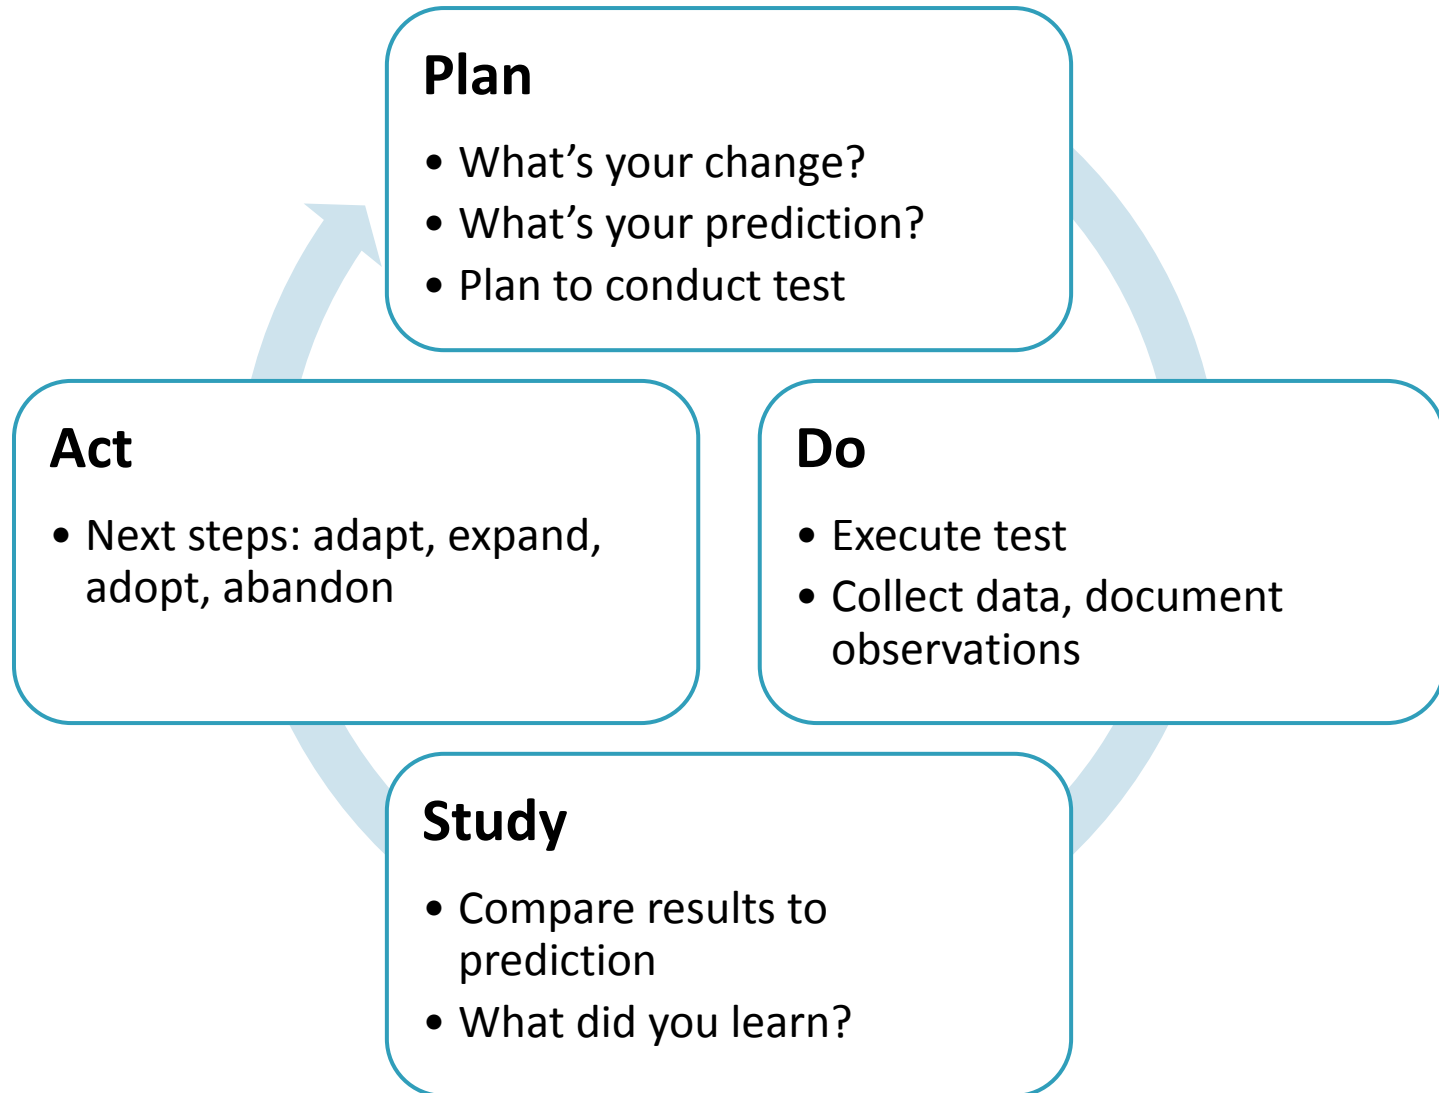 Plan
• What’s your change?
• What’s your prediction?
• Plan to conduct test
Act
• Next steps: adapt, expand,
adopt, abandon
Do
• Execute test
• Collect data, document
observations
Study
• Compare results to
prediction
• What did you learn?